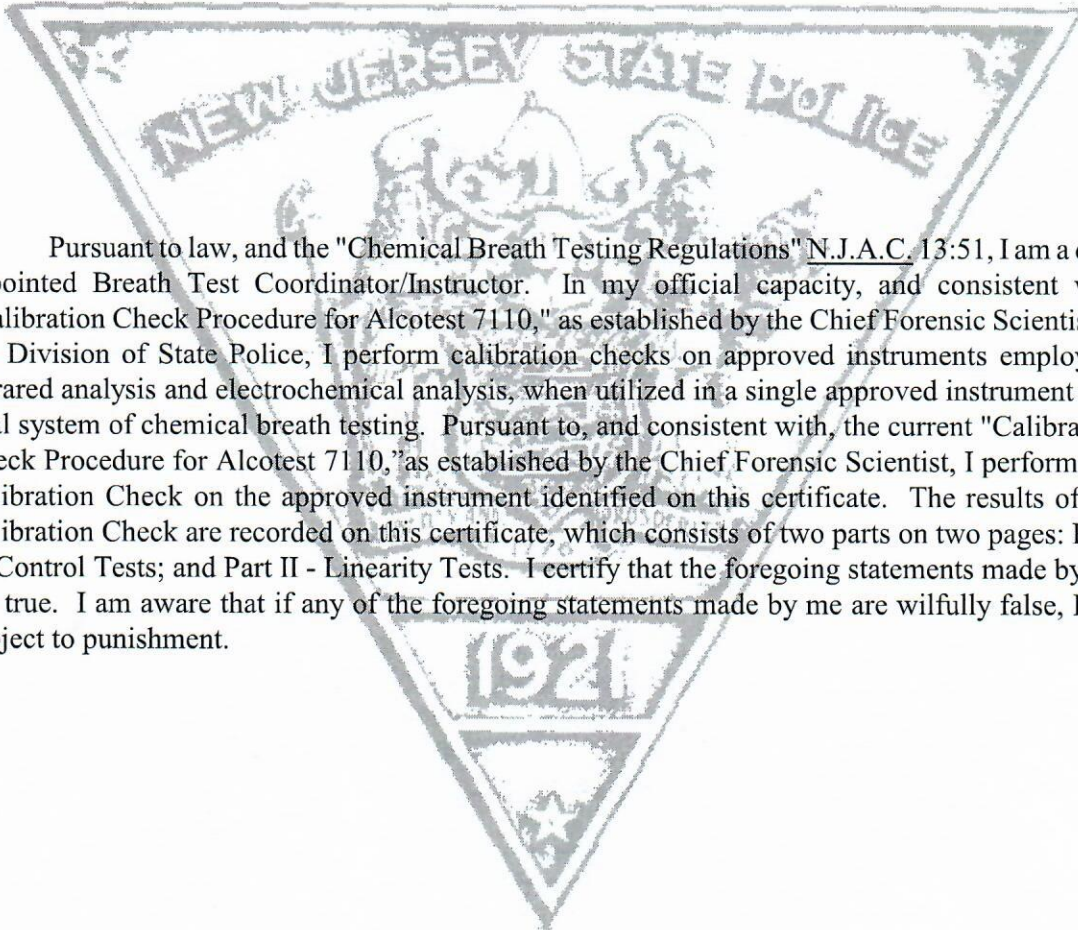 NEW JERSEY STATE POLICE
Pursuant to law, and the "Chemical Breath Testing Regulations" N.J.A.C. 13:51, I am a
pointed Breath Test Coordinator/Instructor. In my official capacity, and consistent
alibration Check Procedure for Alcotest 7110," as established by the Chief Forensic Scientis
Division of State Police, I perform calibration checks on approved instruments employ
rared analysis and electrochemical analysis, when utilized in a single approved instrument
al system of chemical breath testing. Pursuant to, and consistent with, the current "Calibra
eck Procedure for Alcotest 7110,"as established by the Chief Forensic Scientist, I perform
libration Check on the approved instrument identified on this certificate. The results of
libration Check are recorded on this certificate, which consists of two parts on two pages:
Control Tests; and Part II - Linearity Tests. I certify that the foregoing statements made by
true. I am aware that if any of the foregoing statements made by me are wilfully false, I
ject to punishment.
1921